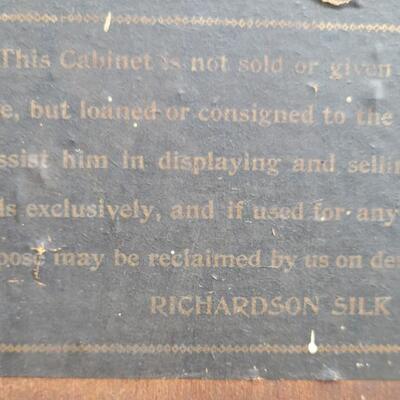 This Cabinet is not sold or given
e, but loaned or consigned to the
ssist him in displaying and sellin
ls exclusively, and if used for any
pose may be reclaimed by us on de
RICHARDSON SILK